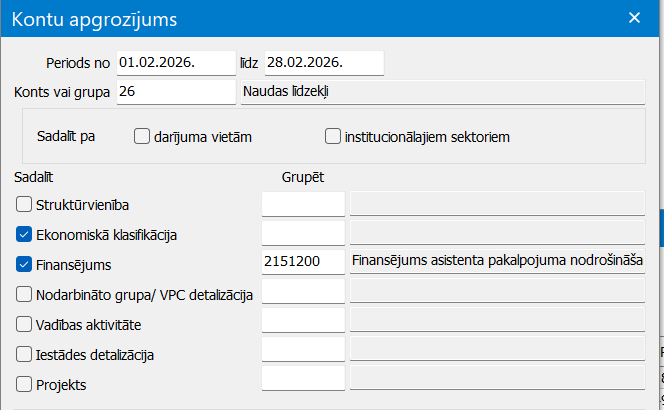 Kontu apgrozījums
Periods no 01.02.2026. līdz 28.02.2026.
Konts vai grupa 26 Naudas līdzekļi
Sadalīt pa darījuma vietām institucionālajiem sektoriem
Sadalīt Grupēt
Struktūrvienība
Ekonomiskā klasifikācija
Finansējums 2151200 Finansējums asistenta pakalpojuma nodrošināša
Nodarbināto grupa/ VPC detalizācija
Vadības aktivitāte
Iestādes detalizācija
Projekts